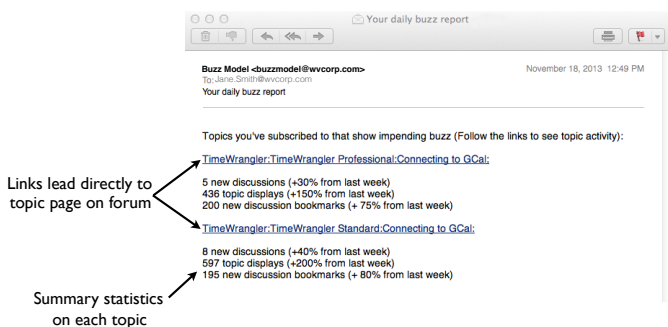 Your daily buzz report
Buzz Model <buzzmodel@wvcorp.com>
November 18, 2013 12:49 PM
To: Jane.Smith@wvcorp.com
Your daily buzz report
Topics you've subscribed to that show impending buzz (Follow the links to see topic activity):
TimeWrangler:TimeWrangler Professional:Connecting to GCal:
5 new discussions (+30% from last week)
436 topic displays (+150% from last week)
200 new discussion bookmarks (+ 75% from last week)
TimeWrangler:TimeWrangler Standard:Connecting to GCal:
8 new discussions (+40% from last week)
597 topic displays (+200% from last week)
195 new discussion bookmarks (+ 80% from last week)
Links lead directly to
topic page on forum
Summary statistics
on each topic